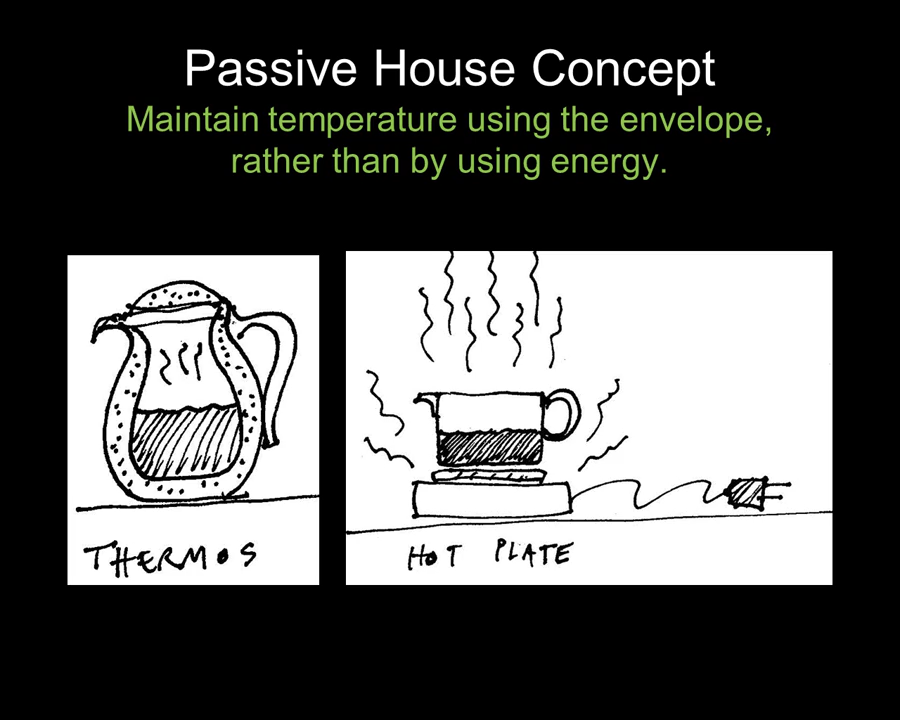 Passive House Concept
Maintain temperature using the envelope,
rather than by using energy.
THERMOS
HOT PLATE